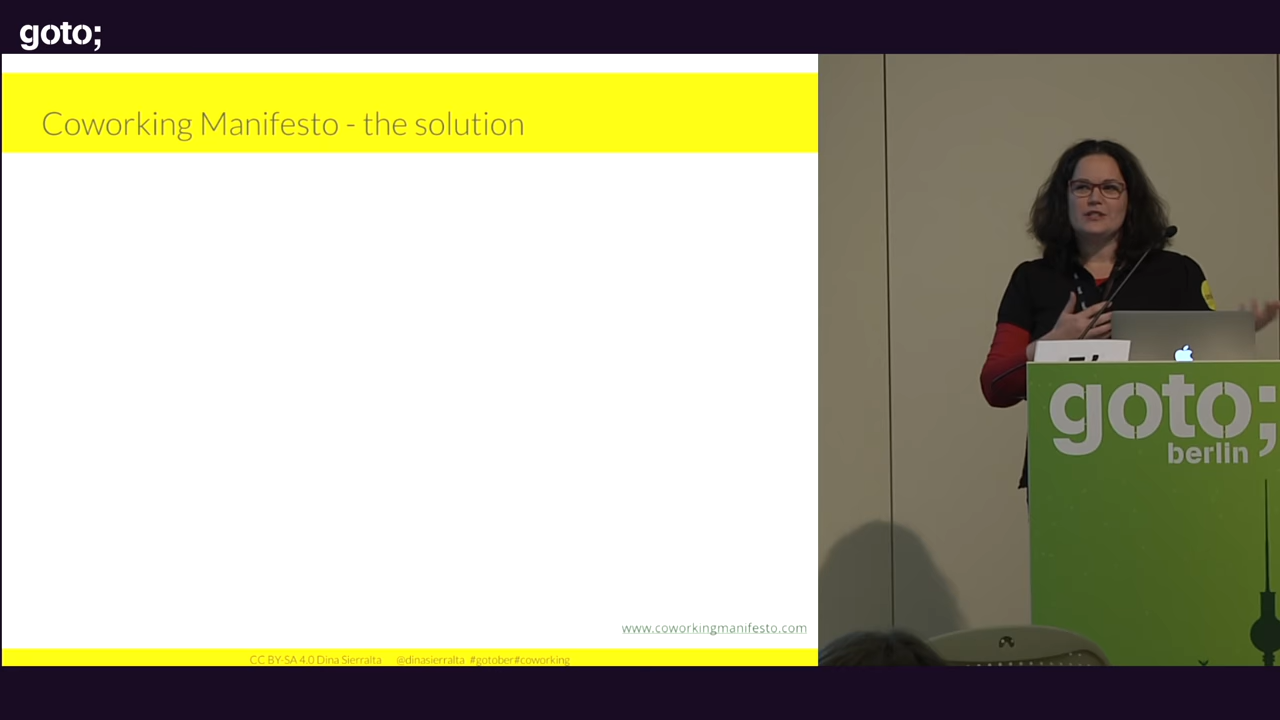 goto;
Coworking Manifesto - the solution
www.coworkingmanifesto.com
CC BY-SA 4.0 Dina Sierralta @dinasierralta #gotober#coworking
goto;
berlin